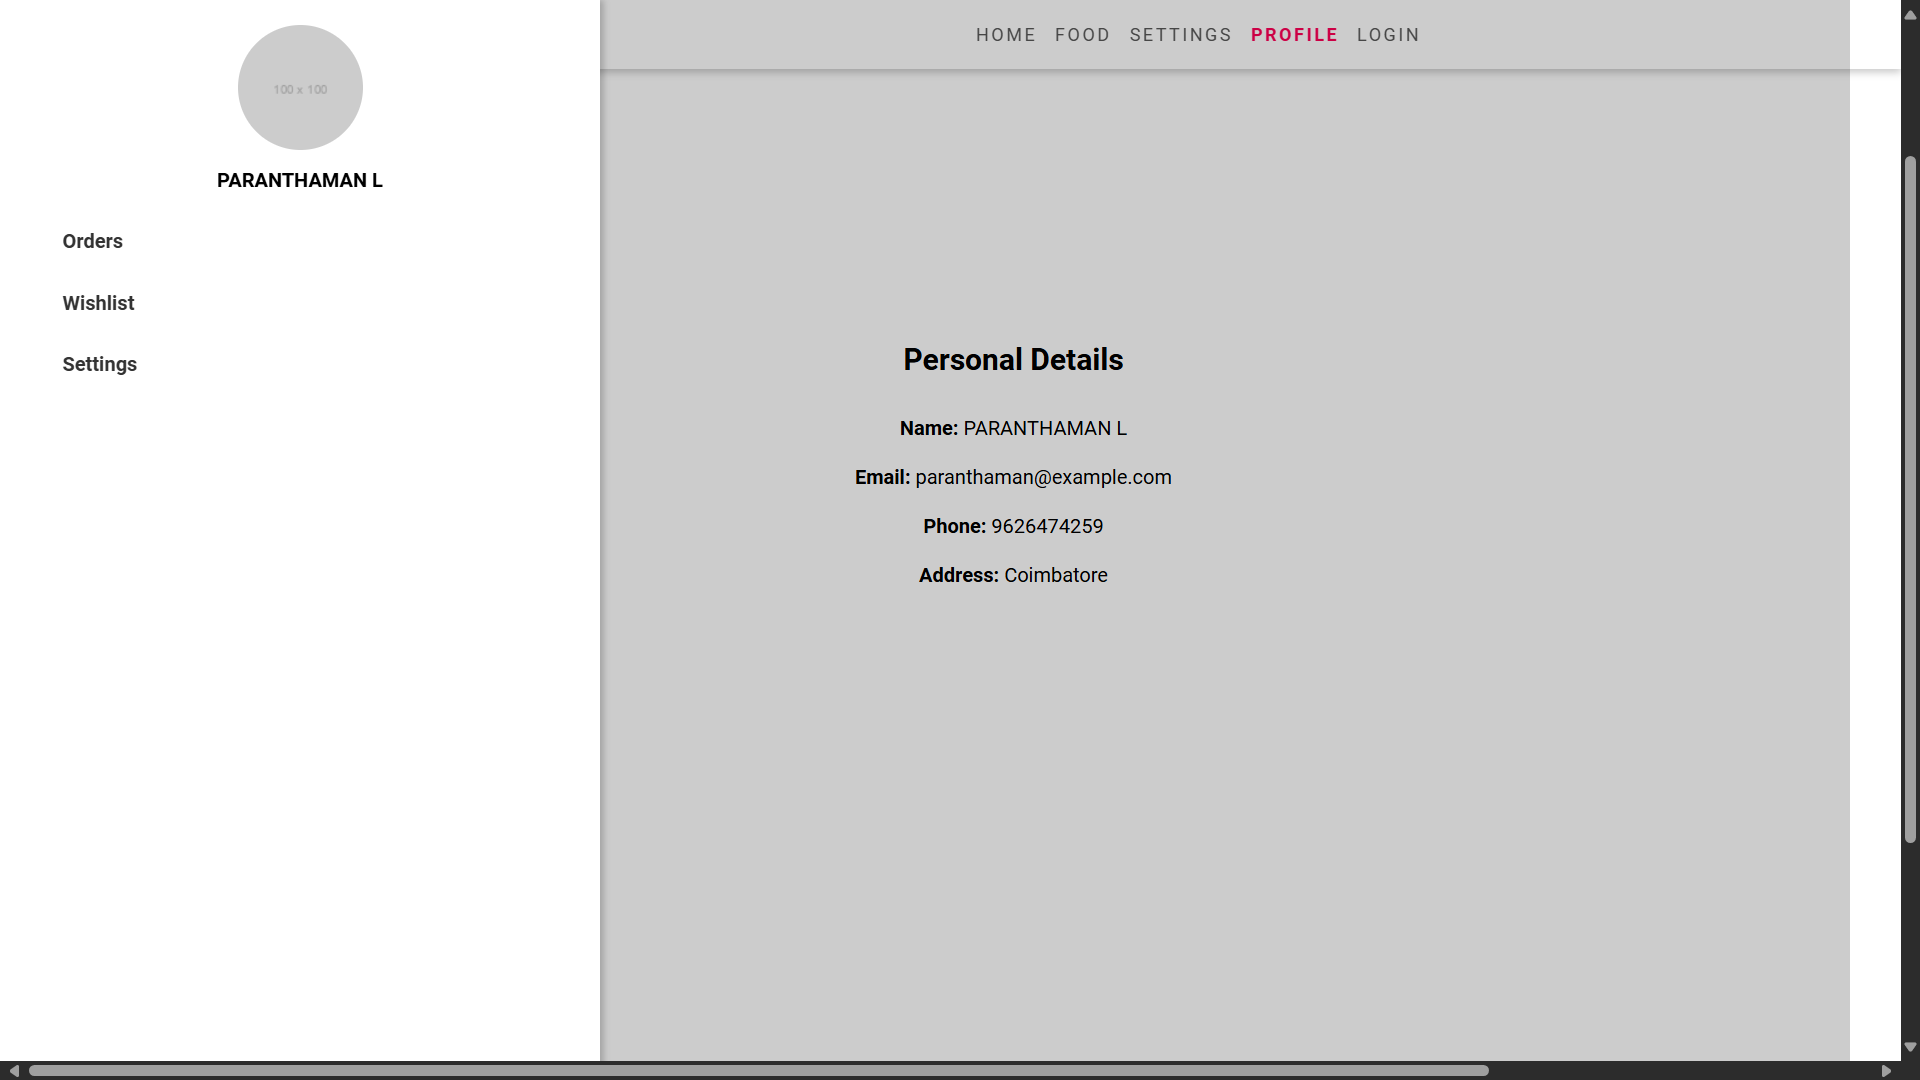 100 x 100
PARANTHAMAN L
Orders
Wishlist
Settings
HOME FOOD SETTINGS PROFILE LOGIN
Personal Details
Name: PARANTHAMAN L
Email: paranthaman@example.com
Phone: 9626474259
Address: Coimbatore